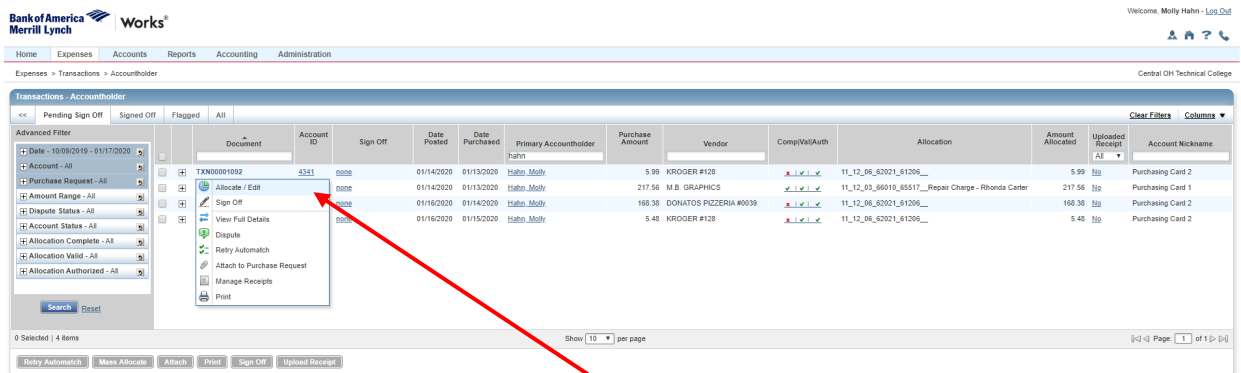 Bank of America
Merrill Lynch
Works®
Welcome, Molly Hahn - Log Out
Home Expenses Accounts Reports Accounting Administration
Expenses > Transactions > Accountholder
Central OH Technical College
Transactions - Accountholder
<< Pending Sign Off Signed Off Flagged All
Clear Filters Columns ▼
Advanced Filter
Date - 10/09/2019 - 01/17/2020
Account - All
Purchase Request - All
Amount Range - All
Dispute Status - All
Account Status - All
Allocation Complete - All
Allocation Valid - All
Allocation Authorized - All
Search Reset
Document Account ID Sign Off Date Posted Date Purchased Primary Accountholder Purchase Amount Vendor Comp|Val|Auth Allocation Amount Allocated Uploaded Receipt Account Nickname
hahn All ▼
TXN00001092 4341 none 01/14/2020 01/13/2020 Hahn, Molly 5.99 KROGER #128 x | ✓ | ✓ 11_12_06_62021_61206__ 5.99 No Purchasing Card 2
01/14/2020 01/13/2020 Hahn, Molly 217.56 M.B. GRAPHICS ✓ | ✓ | ✓ 11_12_03_66010_65517__Repair Charge - Rhonda Carter 217.56 No Purchasing Card 1
none 01/16/2020 01/14/2020 Hahn, Molly 168.38 DONATOS PIZZERIA #0039 x | ✓ | ✓ 11_12_06_62021_61206__ 168.38 No Purchasing Card 2
none 01/16/2020 01/15/2020 Hahn, Molly 5.48 KROGER #128 x | ✓ | ✓ 11_12_06_62021_61206__ 5.48 No Purchasing Card 2
Allocate / Edit
Sign Off
View Full Details
Dispute
Retry Automatch
Attach to Purchase Request
Manage Receipts
Print
0 Selected | 4 items
Show 10 ▼ per page
Page: 1 of 1
Retry Automatch Mass Allocate Attach Print Sign Off Upload Receipt